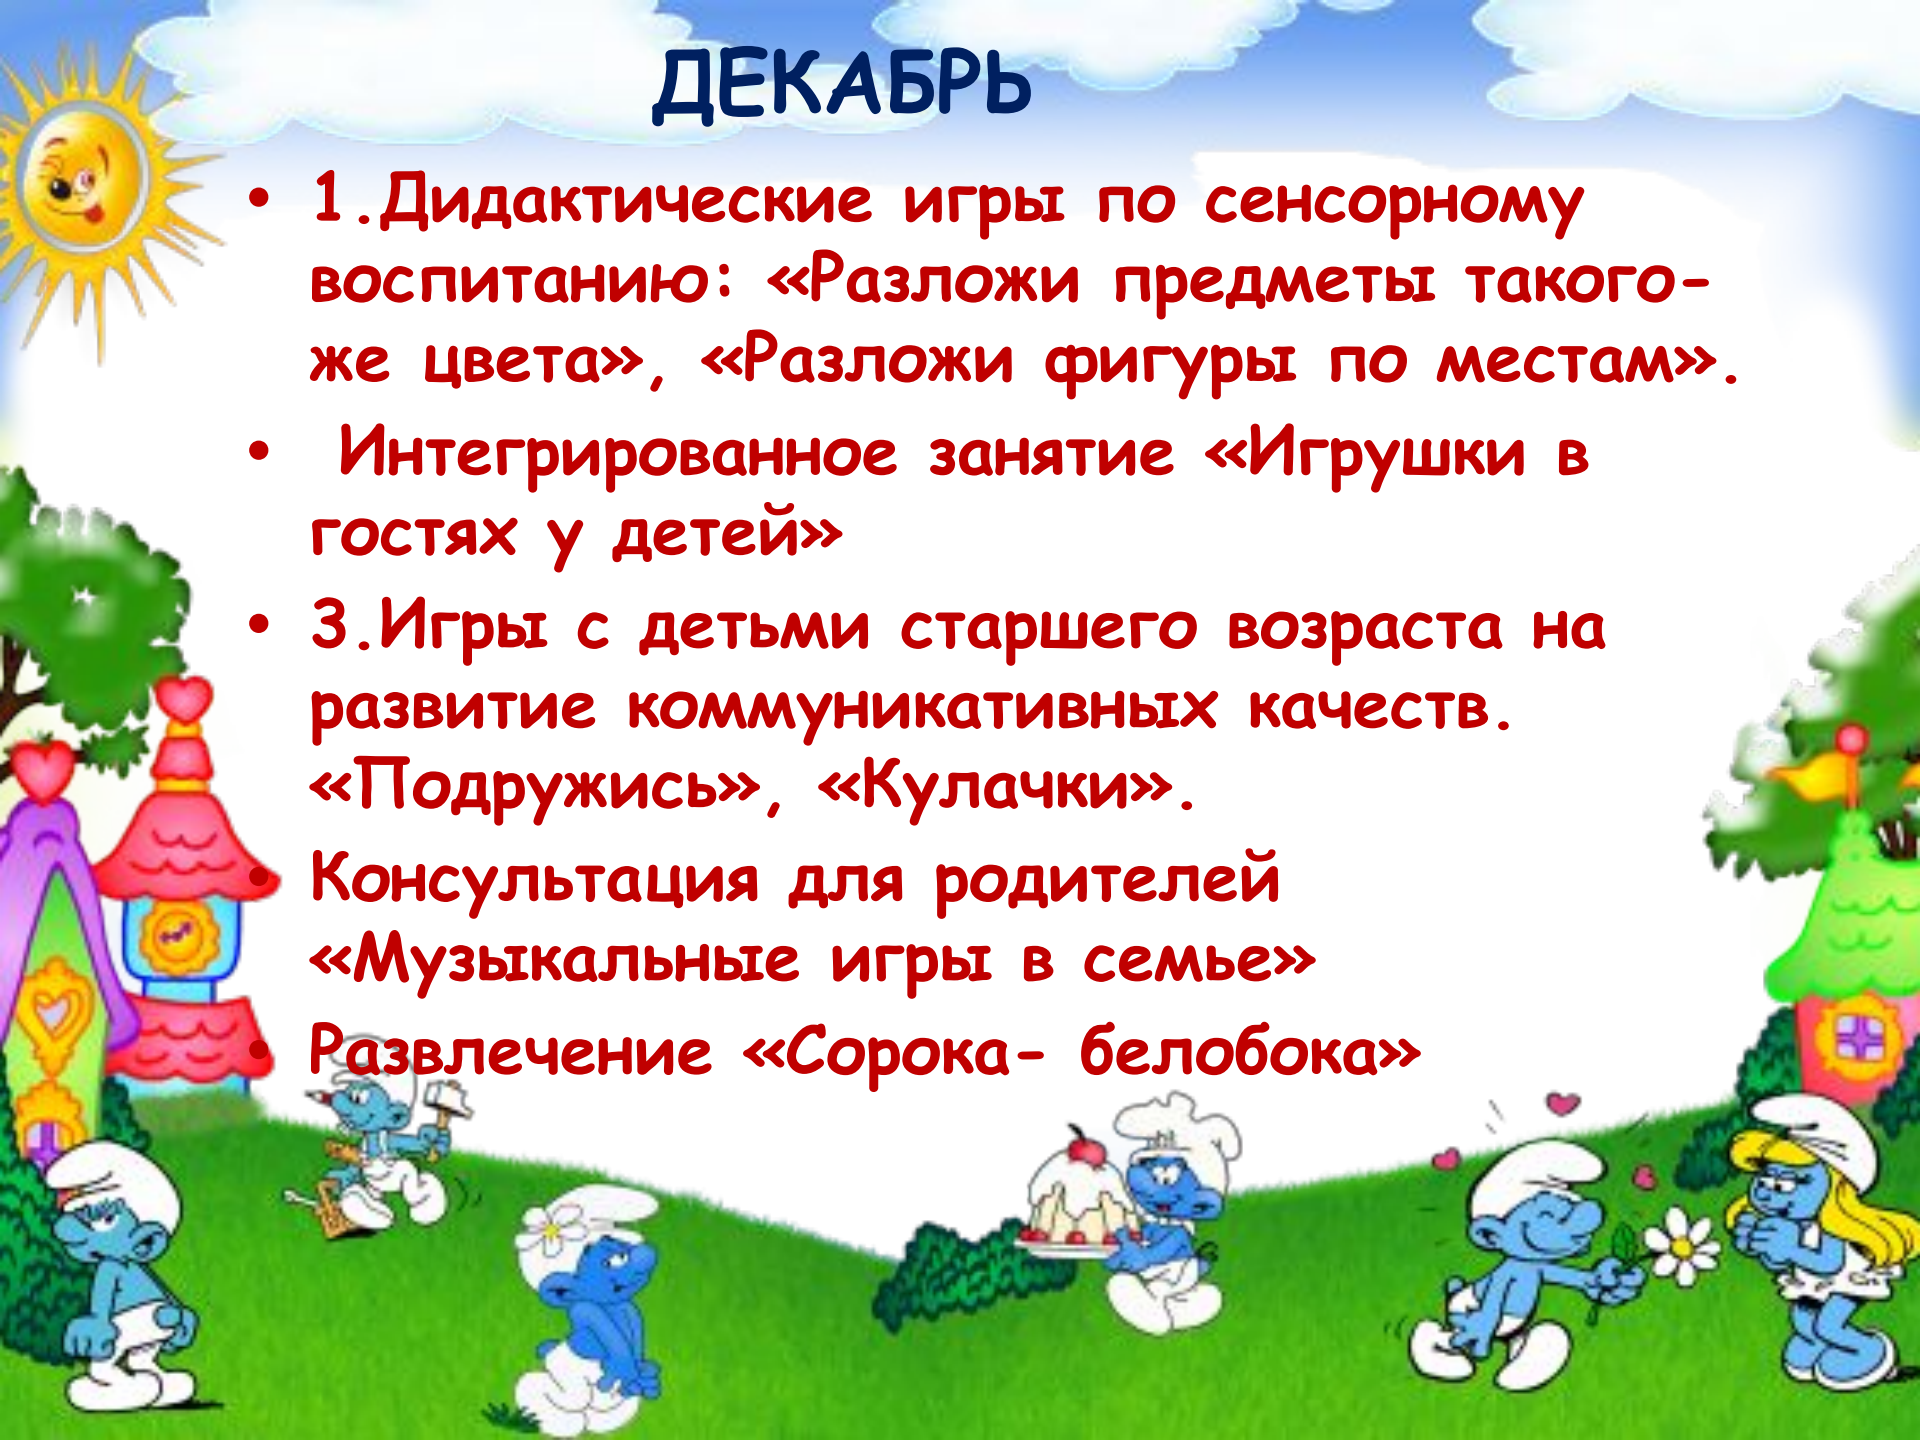 ДЕКАБРЬ
• 1.Дидактические игры по сенсорному
воспитанию: «Разложи предметы такого-
же цвета», «Разложи фигуры по местам».
• Интегрированное занятие «Игрушки в
гостях у детей»
• 3.Игры с детьми старшего возраста на
развитие коммуникативных качеств.
«Подружись», «Кулачки».
• Консультация для родителей
«Музыкальные игры в семье»
• Развлечение «Сорока- белобока»